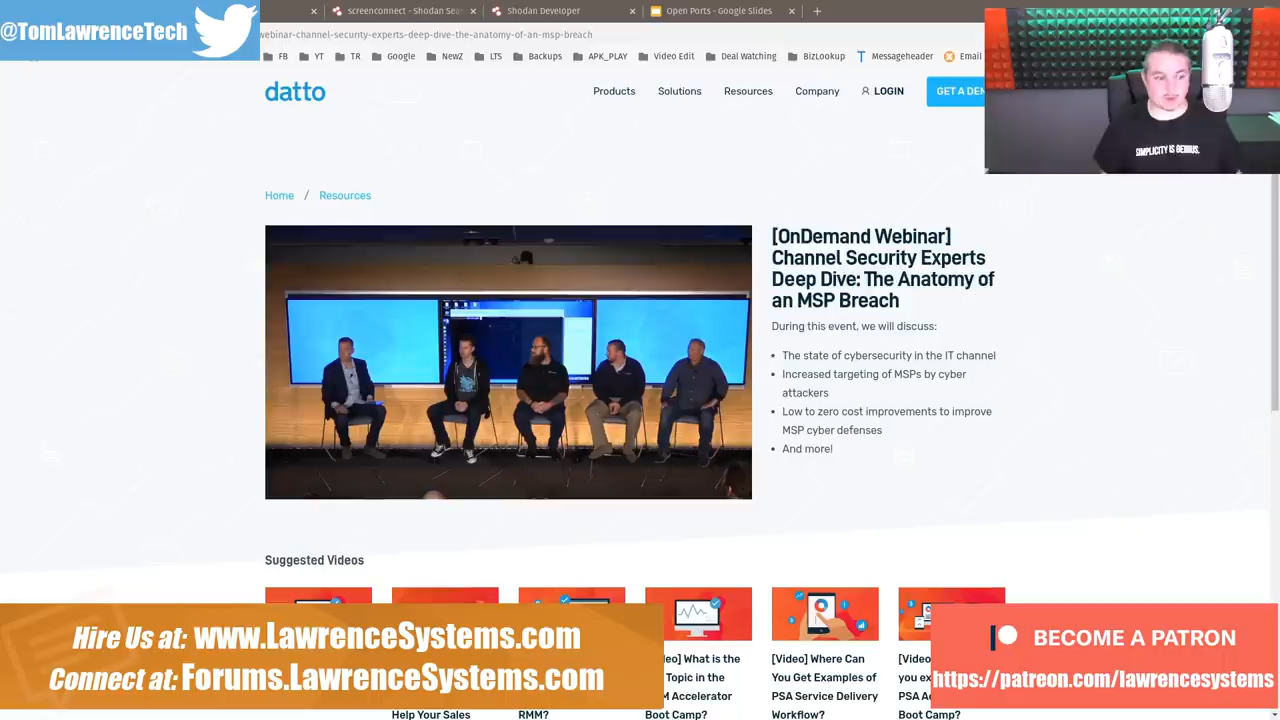 @TomLawrenceTech
screenconnect - Shodan Sea
Shodan Developer
Open Ports - Google Slides
webinar-channel-security-experts-deep-dive-the-anatomy-of-an-msp-breach
FB
YT
TR
Google
NewZ
LTS
Backups
APK_PLAY
Video Edit
Deal Watching
BizLookup
Messageheader
Email
datto
Products
Solutions
Resources
Company
LOGIN
GET A DEM
SIMPLICITY IS GENIUS.
Home / Resources
[OnDemand Webinar]
Channel Security Experts
Deep Dive: The Anatomy of
an MSP Breach
During this event, we will discuss:
• The state of cybersecurity in the IT channel
• Increased targeting of MSPs by cyber
attackers
• Low to zero cost improvements to improve
MSP cyber defenses
• And more!
Suggested Videos
Hire Us at: www.LawrenceSystems.com
Connect at: Forums.LawrenceSystems.com
Help Your Sales
RMM?
eo] What is the
Topic in the
M Accelerator
Boot Camp?
[Video] Where Can
You Get Examples of
PSA Service Delivery
Workflow?
[Video]
you ex
PSA A
Boot Camp?
BECOME A PATRON
https://patreon.com/lawrencesystems